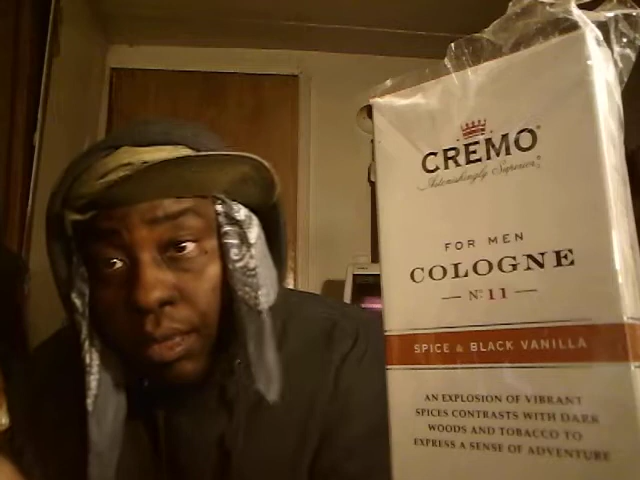 CREMO
Astonishingly Superior
FOR MEN
COLOGNE
Nº 11
SPICE & BLACK VANILLA
AN EXPLOSION OF VIBRANT
SPICES CONTRASTS WITH DARK
WOODS AND TOBACCO TO
EXPRESS A SENSE OF ADVENTURE